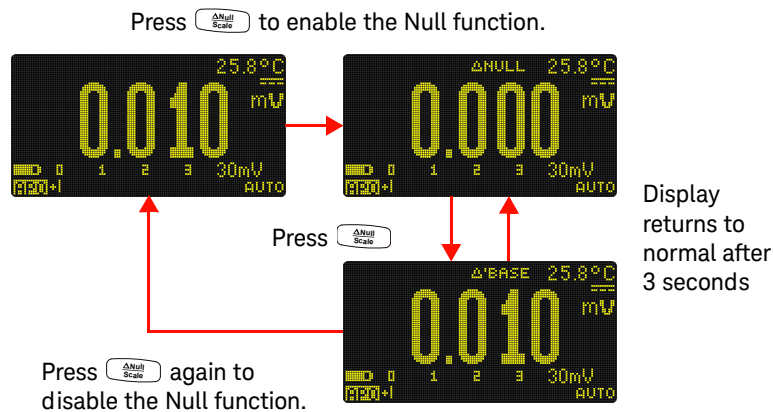 Press ΔNull Scale to enable the Null function.
25.8°C
0.010 mV
0 1 2 3 30mV
APO +| AUTO
ΔNULL 25.8°C
0.000 mV
0 1 2 3 30mV
APO +| AUTO
Press ΔNull Scale
Display
returns to
normal after
3 seconds
Δ'BASE 25.8°C
0.010 mV
0 1 2 3 30mV
APO +| AUTO
Press ΔNull Scale again to
disable the Null function.